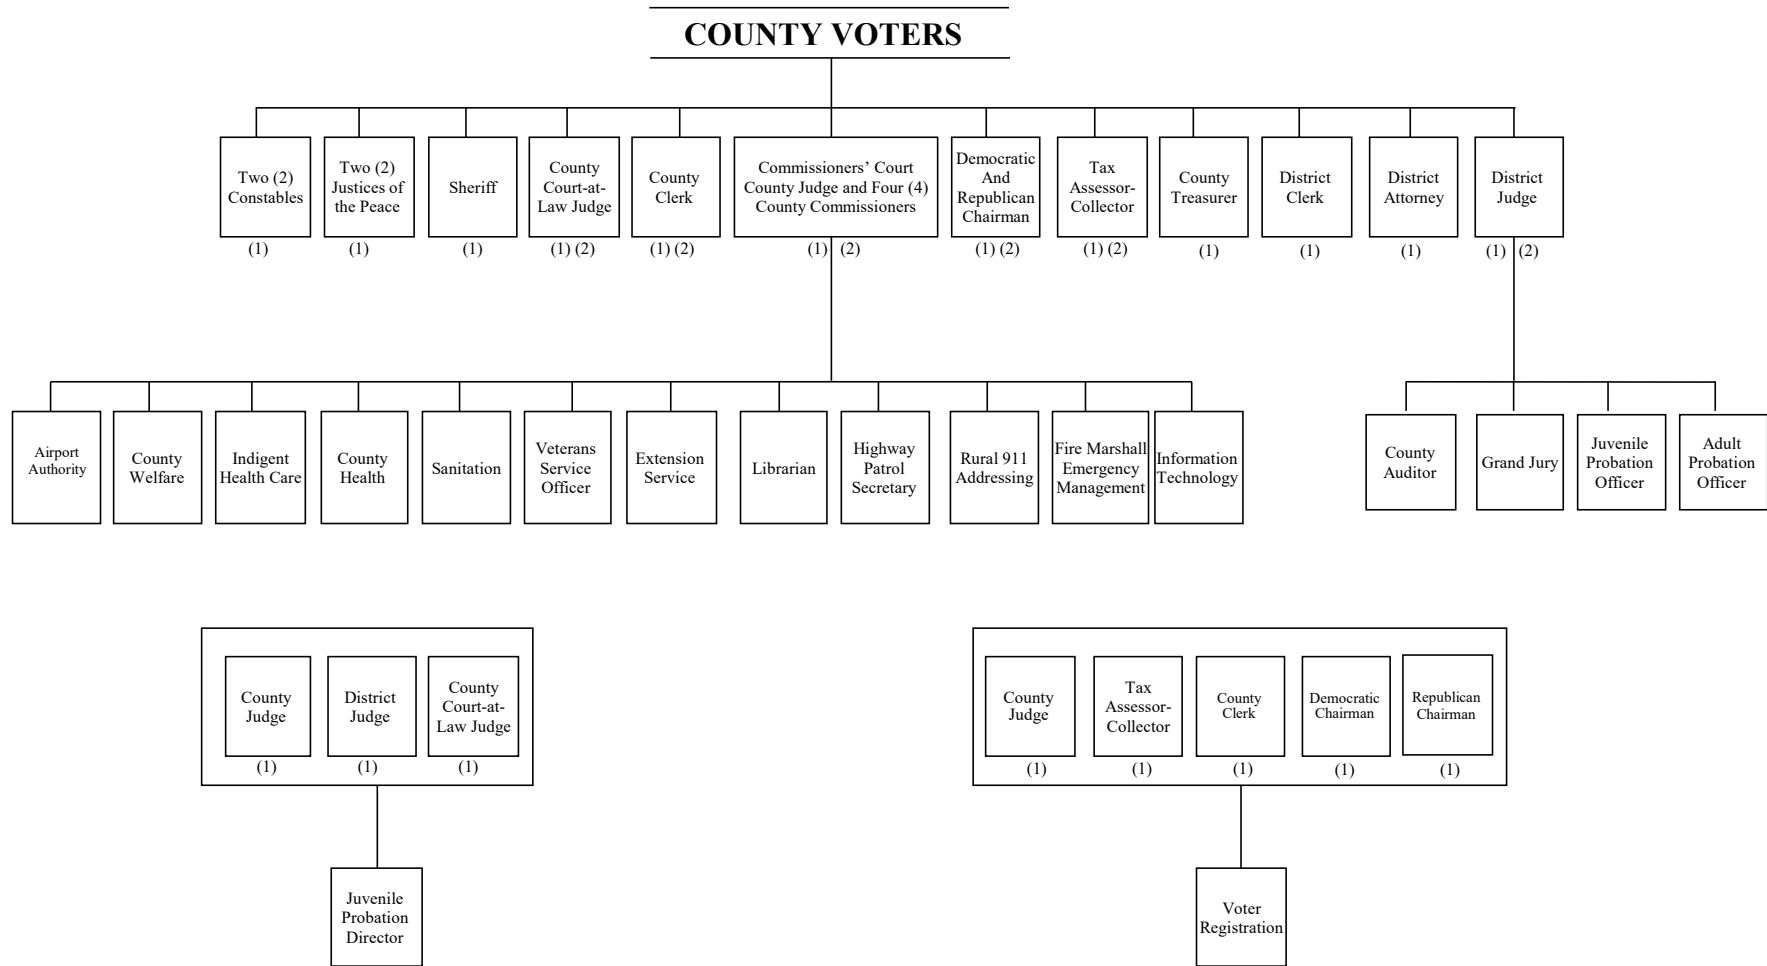 COUNTY VOTERS
Two (2)
Constables
(1)
Two (2)
Justices of
the Peace
(1)
Sheriff
(1)
County
Court-at-
Law Judge
(1) (2)
County
Clerk
(1) (2)
Commissioners’ Court
County Judge and Four (4)
County Commissioners
(1) (2)
Democratic
And
Republican
Chairman
(1) (2)
Tax
Assessor-
Collector
(1) (2)
County
Treasurer
(1)
District
Clerk
(1)
District
Attorney
(1)
District
Judge
(1) (2)
Airport
Authority
County
Welfare
Indigent
Health Care
County
Health
Sanitation
Veterans
Service
Officer
Extension
Service
Librarian
Highway
Patrol
Secretary
Rural 911
Addressing
Fire Marshall
Emergency
Management
Information
Technology
County
Auditor
Grand Jury
Juvenile
Probation
Officer
Adult
Probation
Officer
County
Judge
(1)
District
Judge
(1)
County
Court-at-
Law Judge
(1)
Juvenile
Probation
Director
County
Judge
(1)
Tax
Assessor-
Collector
(1)
County
Clerk
(1)
Democratic
Chairman
(1)
Republican
Chairman
(1)
Voter
Registration